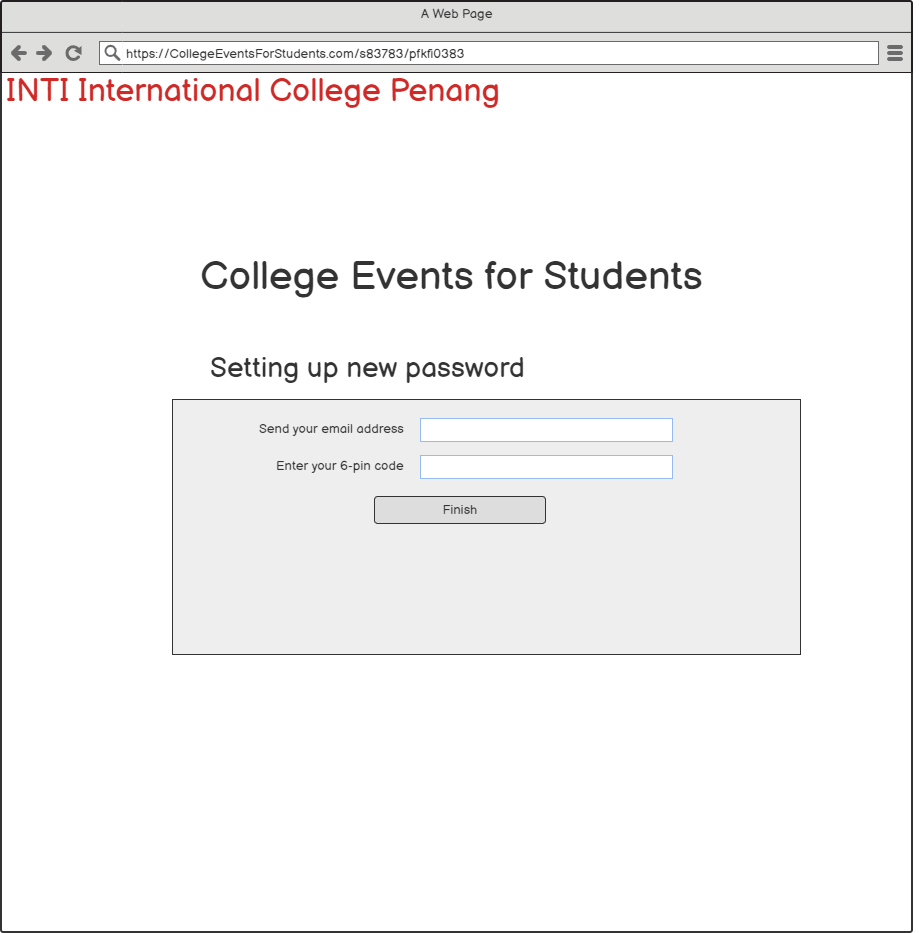 A Web Page
https://CollegeEventsForStudents.com/s83783/pfkfi0383
INTI International College Penang
College Events for Students
Setting up new password
Send your email address
Enter your 6-pin code
Finish